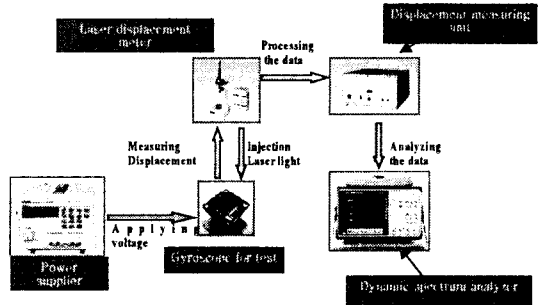 Laser displacement
meter
Displacement measuring
unit
Processing
the data
Measuring
Displacement
Injection
Laser light
Analyzing
the data
Applying
voltage
Gyroscope for test
Power
supplier
Dynamic spectrum analyzer